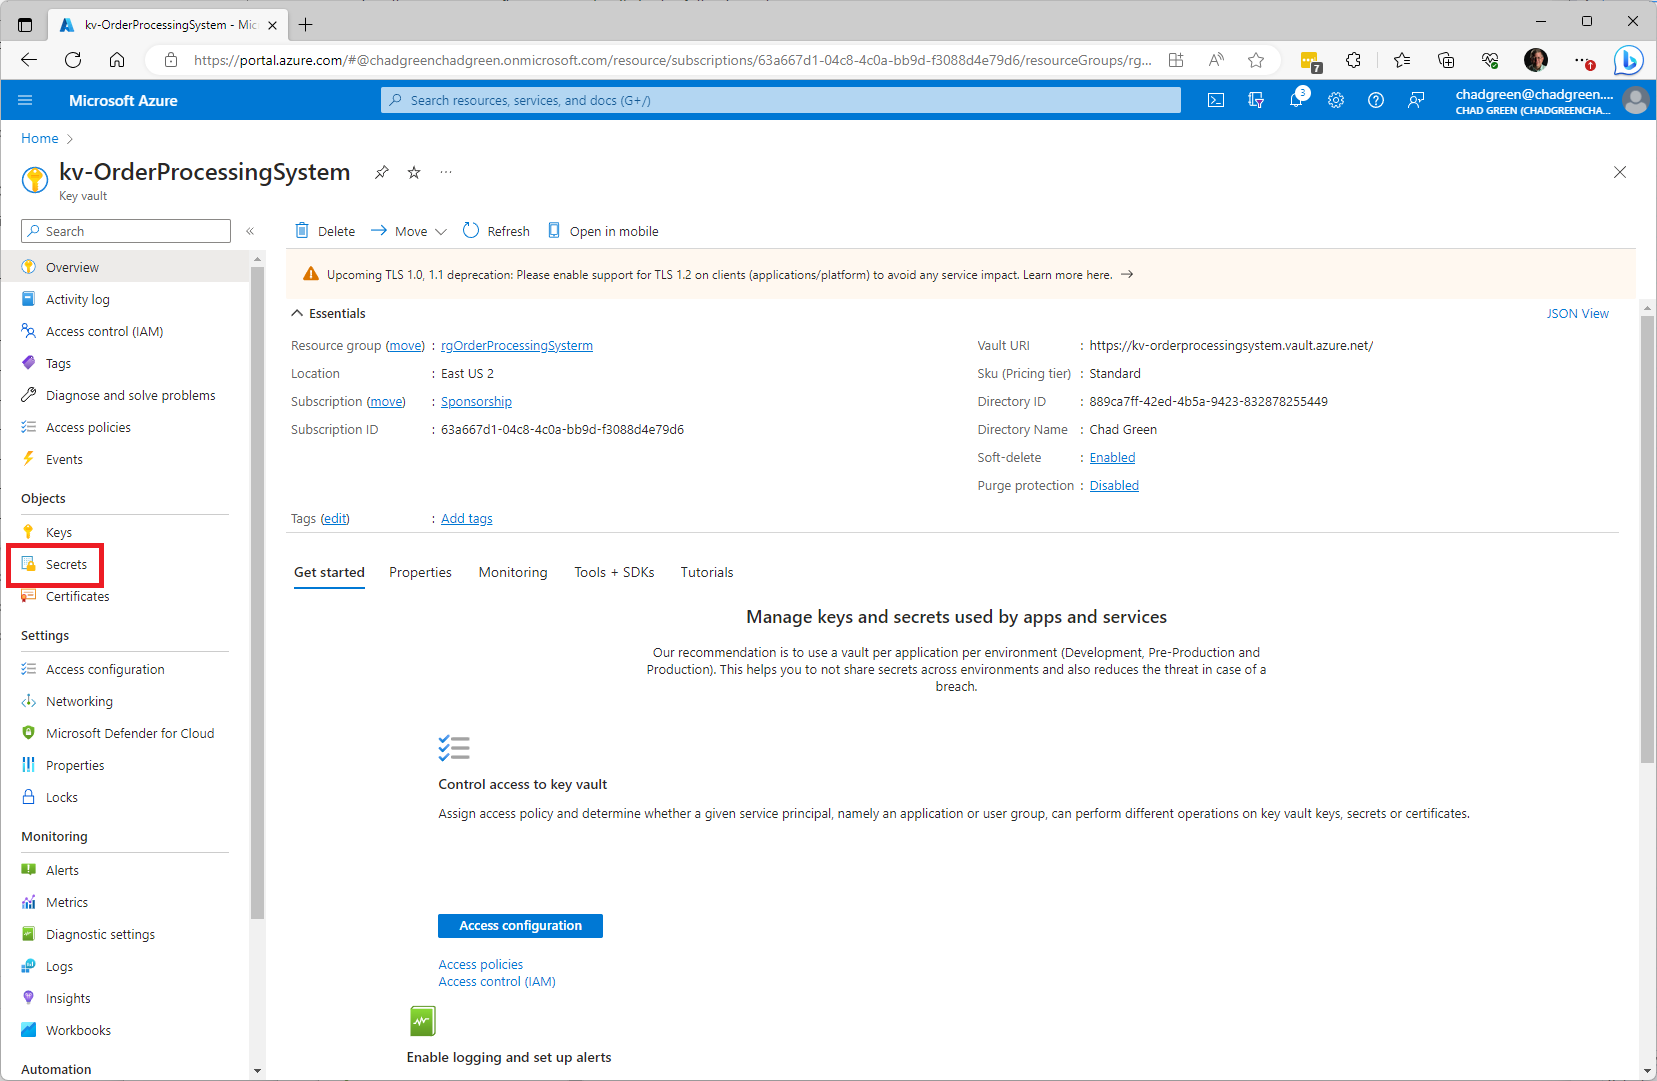 kv-OrderProcessingSystem - Mic
https://portal.azure.com/#@chadgreenchadgreen.onmicrosoft.com/resource/subscriptions/63a667d1-04c8-4c0a-bb9d-f3088d4e79d6/resourceGroups/rg...
7
Microsoft Azure
Search resources, services, and docs (G+/)
3
chadgreen@chadgreen....
CHAD GREEN (CHADGREENCHA...
Home
kv-OrderProcessingSystem
Key vault
Search
Delete
Move
Refresh
Open in mobile
Overview
Activity log
Access control (IAM)
Tags
Diagnose and solve problems
Access policies
Events
Objects
Keys
Secrets
Certificates
Settings
Access configuration
Networking
Microsoft Defender for Cloud
Properties
Locks
Monitoring
Alerts
Metrics
Diagnostic settings
Logs
Insights
Workbooks
Automation
Upcoming TLS 1.0, 1.1 deprecation: Please enable support for TLS 1.2 on clients (applications/platform) to avoid any service impact. Learn more here.
Essentials
JSON View
Resource group (move) : rgOrderProcessingSysterm
Location : East US 2
Subscription (move) : Sponsorship
Subscription ID : 63a667d1-04c8-4c0a-bb9d-f3088d4e79d6
Vault URI : https://kv-orderprocessingsystem.vault.azure.net/
Sku (Pricing tier) : Standard
Directory ID : 889ca7ff-42ed-4b5a-9423-832878255449
Directory Name : Chad Green
Soft-delete : Enabled
Purge protection : Disabled
Tags (edit) : Add tags
Get started
Properties
Monitoring
Tools + SDKs
Tutorials
Manage keys and secrets used by apps and services
Our recommendation is to use a vault per application per environment (Development, Pre-Production and
Production). This helps you to not share secrets across environments and also reduces the threat in case of a
breach.
Control access to key vault
Assign access policy and determine whether a given service principal, namely an application or user group, can perform different operations on key vault keys, secrets or certificates.
Access configuration
Access policies
Access control (IAM)
Enable logging and set up alerts